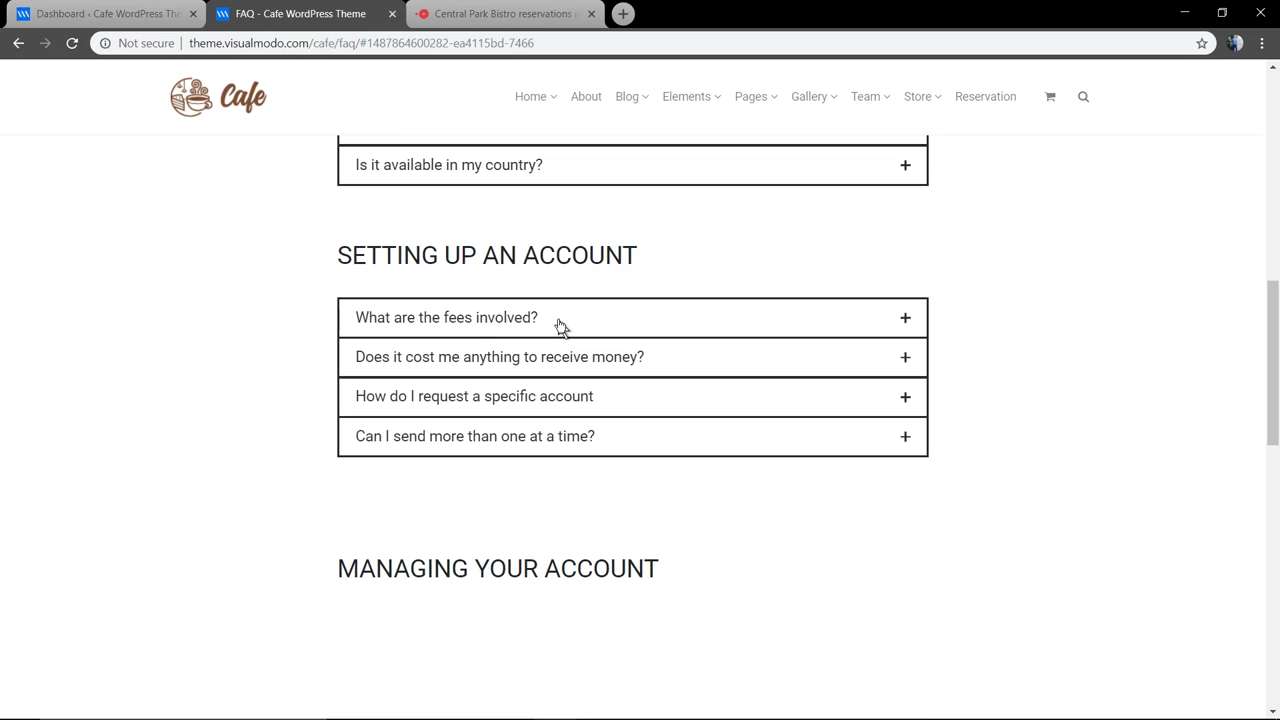 Dashboard ‹ Cafe WordPress The
FAQ - Cafe WordPress Theme
Central Park Bistro reservations i
Not secure
theme.visualmodo.com/cafe/faq/#1487864600282-ea4115bd-7466
Cafe
Home
About
Blog
Elements
Pages
Gallery
Team
Store
Reservation
Is it available in my country?
SETTING UP AN ACCOUNT
What are the fees involved?
Does it cost me anything to receive money?
How do I request a specific account
Can I send more than one at a time?
MANAGING YOUR ACCOUNT